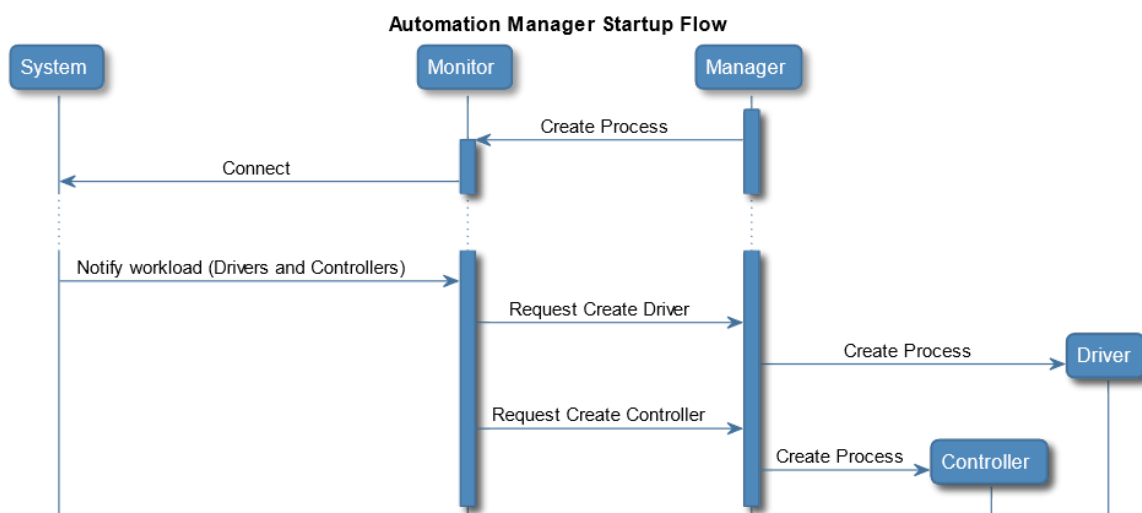 Automation Manager Startup Flow
System
Monitor
Manager
Create Process
Connect
Notify workload (Drivers and Controllers)
Request Create Driver
Create Process
Driver
Request Create Controller
Create Process
Controller